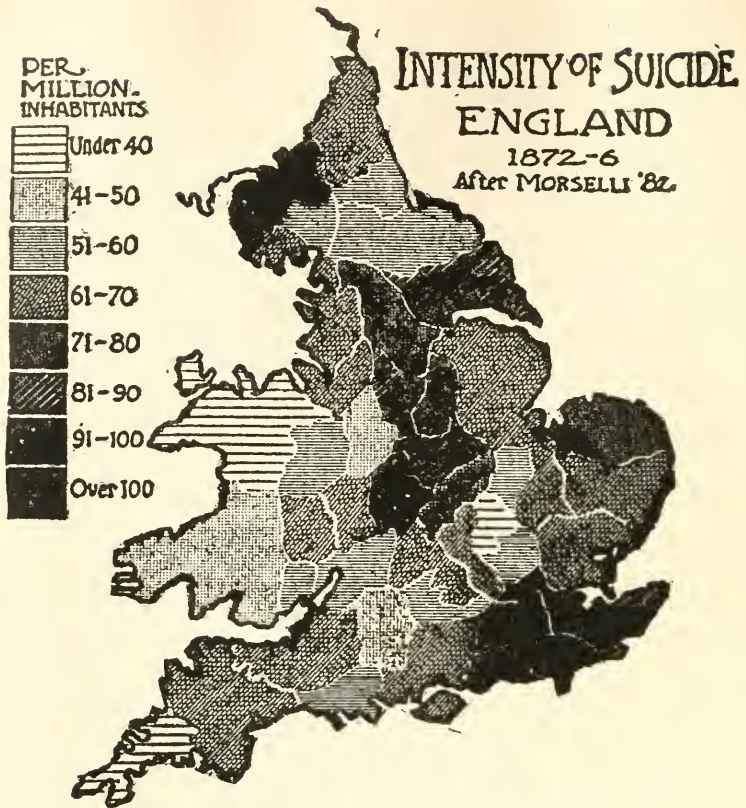 PER
MILLION
INHABITANTS
Under 40
41-50
51-60
61-70
71-80
81-90
91-100
Over 100
INTENSITY OF SUICIDE
ENGLAND
1872-6
After MORSELLI '82